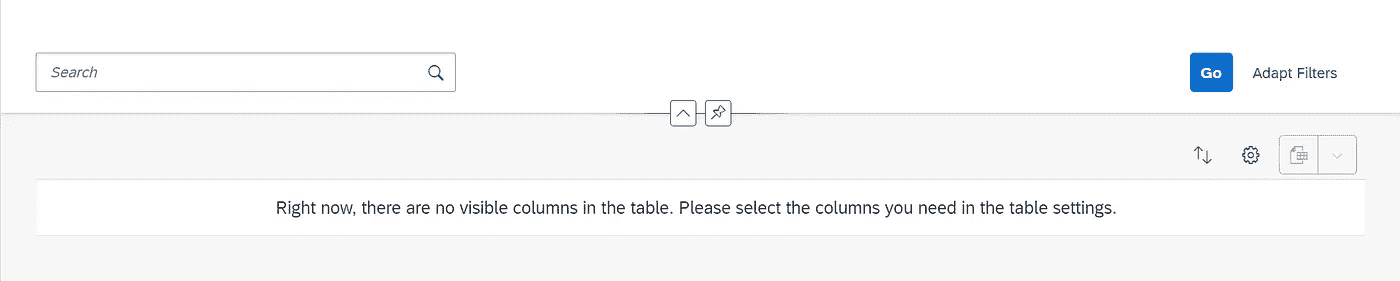 Search
Go
Adapt Filters
Right now, there are no visible columns in the table. Please select the columns you need in the table settings.